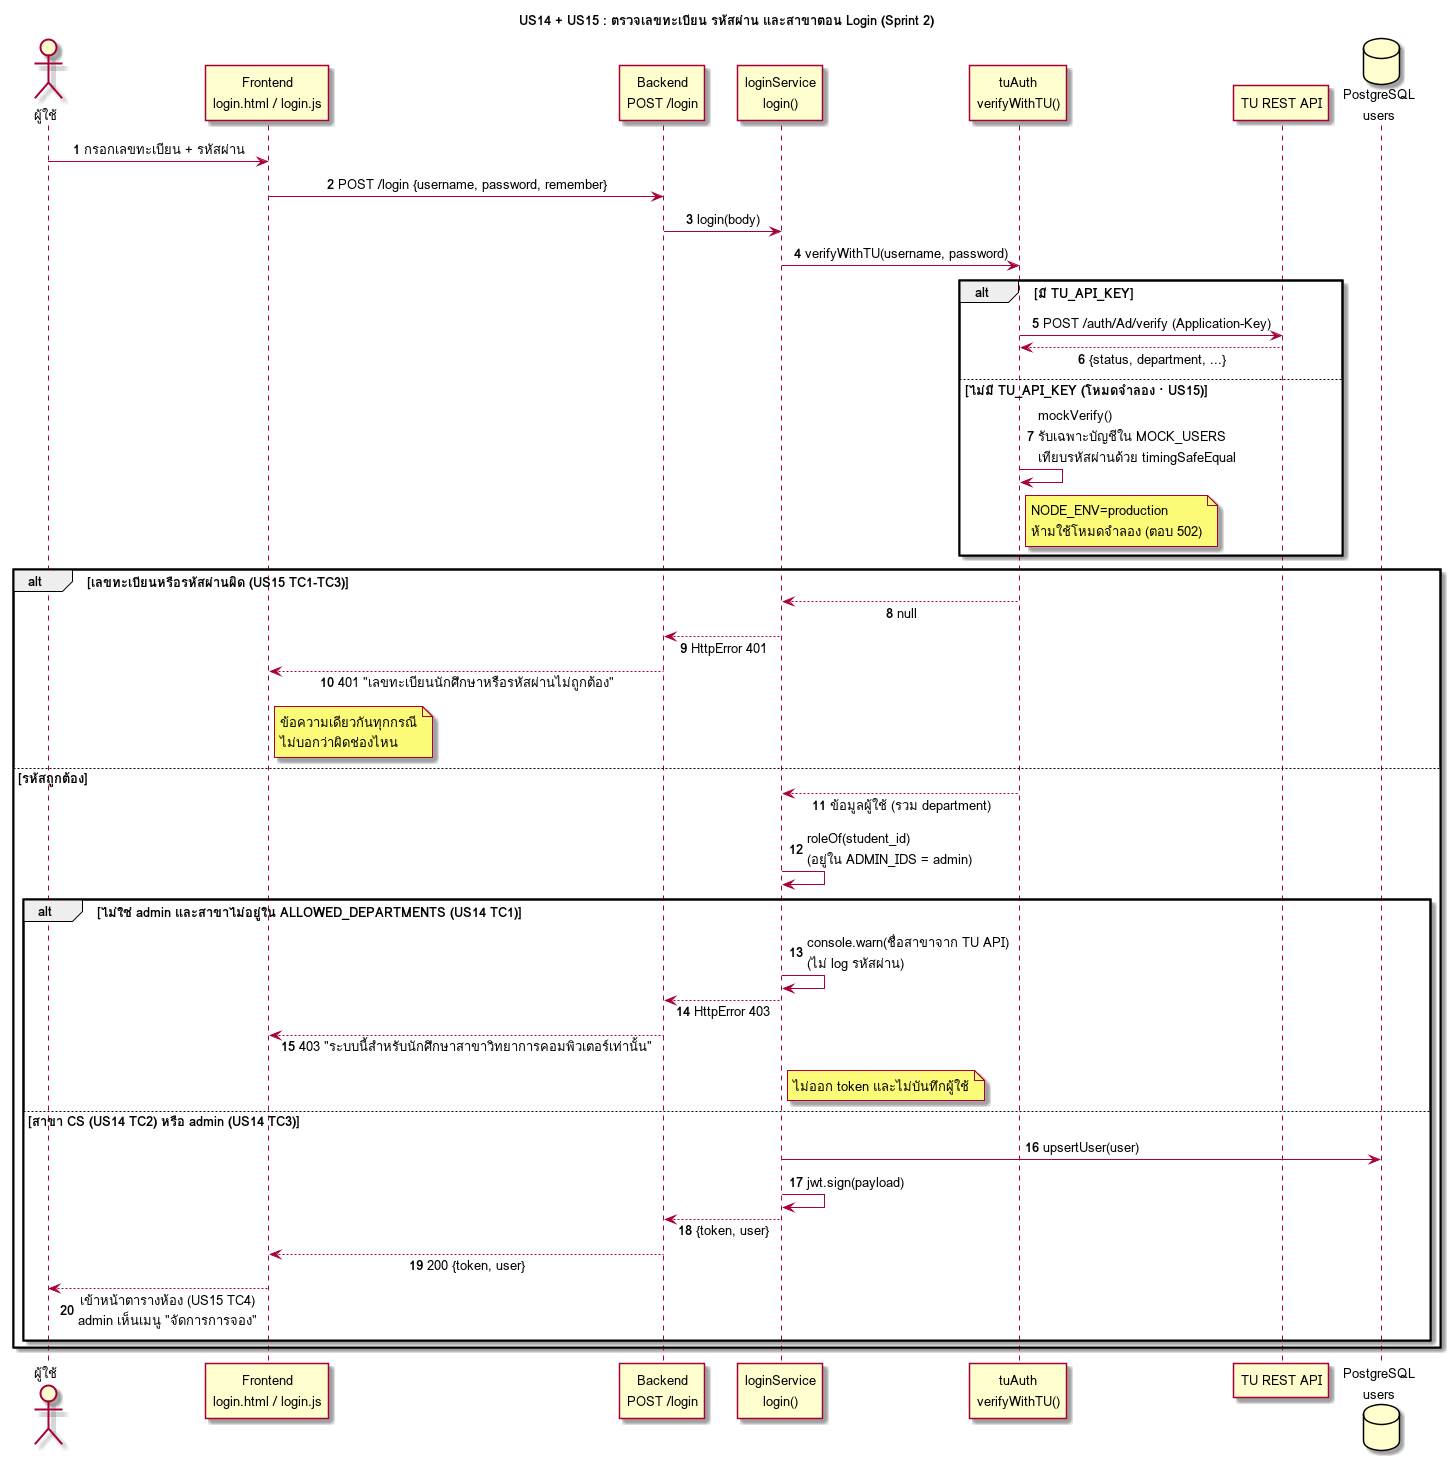 US14 + US15 : ตรวจเลขทะเบียน รหัสผ่าน และสาขาตอน Login (Sprint 2)
ผู้ใช้
Frontend
login.html / login.js
Backend
POST /login
loginService
login()
tuAuth
verifyWithTU()
TU REST API
PostgreSQL
users
1 กรอกเลขทะเบียน + รหัสผ่าน
2 POST /login {username, password, remember}
3 login(body)
4 verifyWithTU(username, password)
alt [มี TU_API_KEY]
5 POST /auth/Ad/verify (Application-Key)
6 {status, department, ...}
[ไม่มี TU_API_KEY (โหมดจำลอง · US15)]
mockVerify()
7 รับเฉพาะบัญชีใน MOCK_USERS
เทียบรหัสผ่านด้วย timingSafeEqual
NODE_ENV=production
ห้ามใช้โหมดจำลอง (ตอบ 502)
alt [เลขทะเบียนหรือรหัสผ่านผิด (US15 TC1-TC3)]
8 null
9 HttpError 401
10 401 "เลขทะเบียนนักศึกษาหรือรหัสผ่านไม่ถูกต้อง"
ข้อความเดียวกันทุกกรณี
ไม่บอกว่าผิดช่องไหน
[รหัสถูกต้อง]
11 ข้อมูลผู้ใช้ (รวม department)
12 roleOf(student_id)
(อยู่ใน ADMIN_IDS = admin)
alt [ไม่ใช่ admin และสาขาไม่อยู่ใน ALLOWED_DEPARTMENTS (US14 TC1)]
13 console.warn(ชื่อสาขาจาก TU API)
(ไม่ log รหัสผ่าน)
14 HttpError 403
15 403 "ระบบนี้สำหรับนักศึกษาสาขาวิทยาการคอมพิวเตอร์เท่านั้น"
ไม่ออก token และไม่บันทึกผู้ใช้
[สาขา CS (US14 TC2) หรือ admin (US14 TC3)]
16 upsertUser(user)
17 jwt.sign(payload)
18 {token, user}
19 200 {token, user}
20 เข้าหน้าตารางห้อง (US15 TC4)
admin เห็นเมนู "จัดการการจอง"
ผู้ใช้
Frontend
login.html / login.js
Backend
POST /login
loginService
login()
tuAuth
verifyWithTU()
TU REST API
PostgreSQL
users